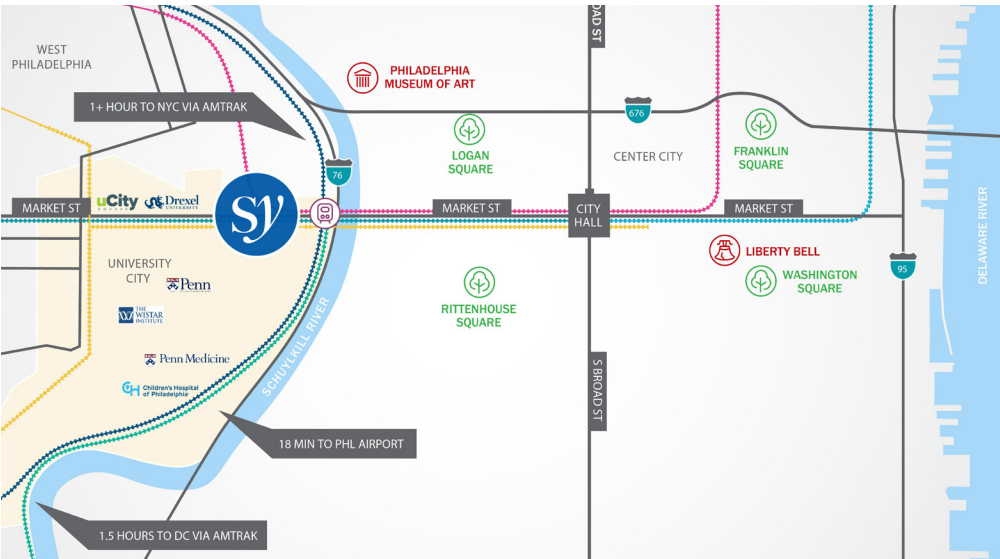 WEST
PHILADELPHIA
PHILADELPHIA
MUSEUM OF ART
BROAD ST
1+ HOUR TO NYC VIA AMTRAK
676
LOGAN
SQUARE
CENTER CITY
FRANKLIN
SQUARE
76
MARKET ST
uCity
Drexel
UNIVERSITY
sy
MARKET ST
CITY
HALL
MARKET ST
UNIVERSITY
CITY
Penn
LIBERTY BELL
95
DELAWARE RIVER
WASHINGTON
SQUARE
RITTENHOUSE
SQUARE
THE
WISTAR
INSTITUTE
SCHUYLKILL RIVER
Penn Medicine
S BROAD ST
CH Children's Hospital
of Philadelphia
18 MIN TO PHL AIRPORT
1.5 HOURS TO DC VIA AMTRAK